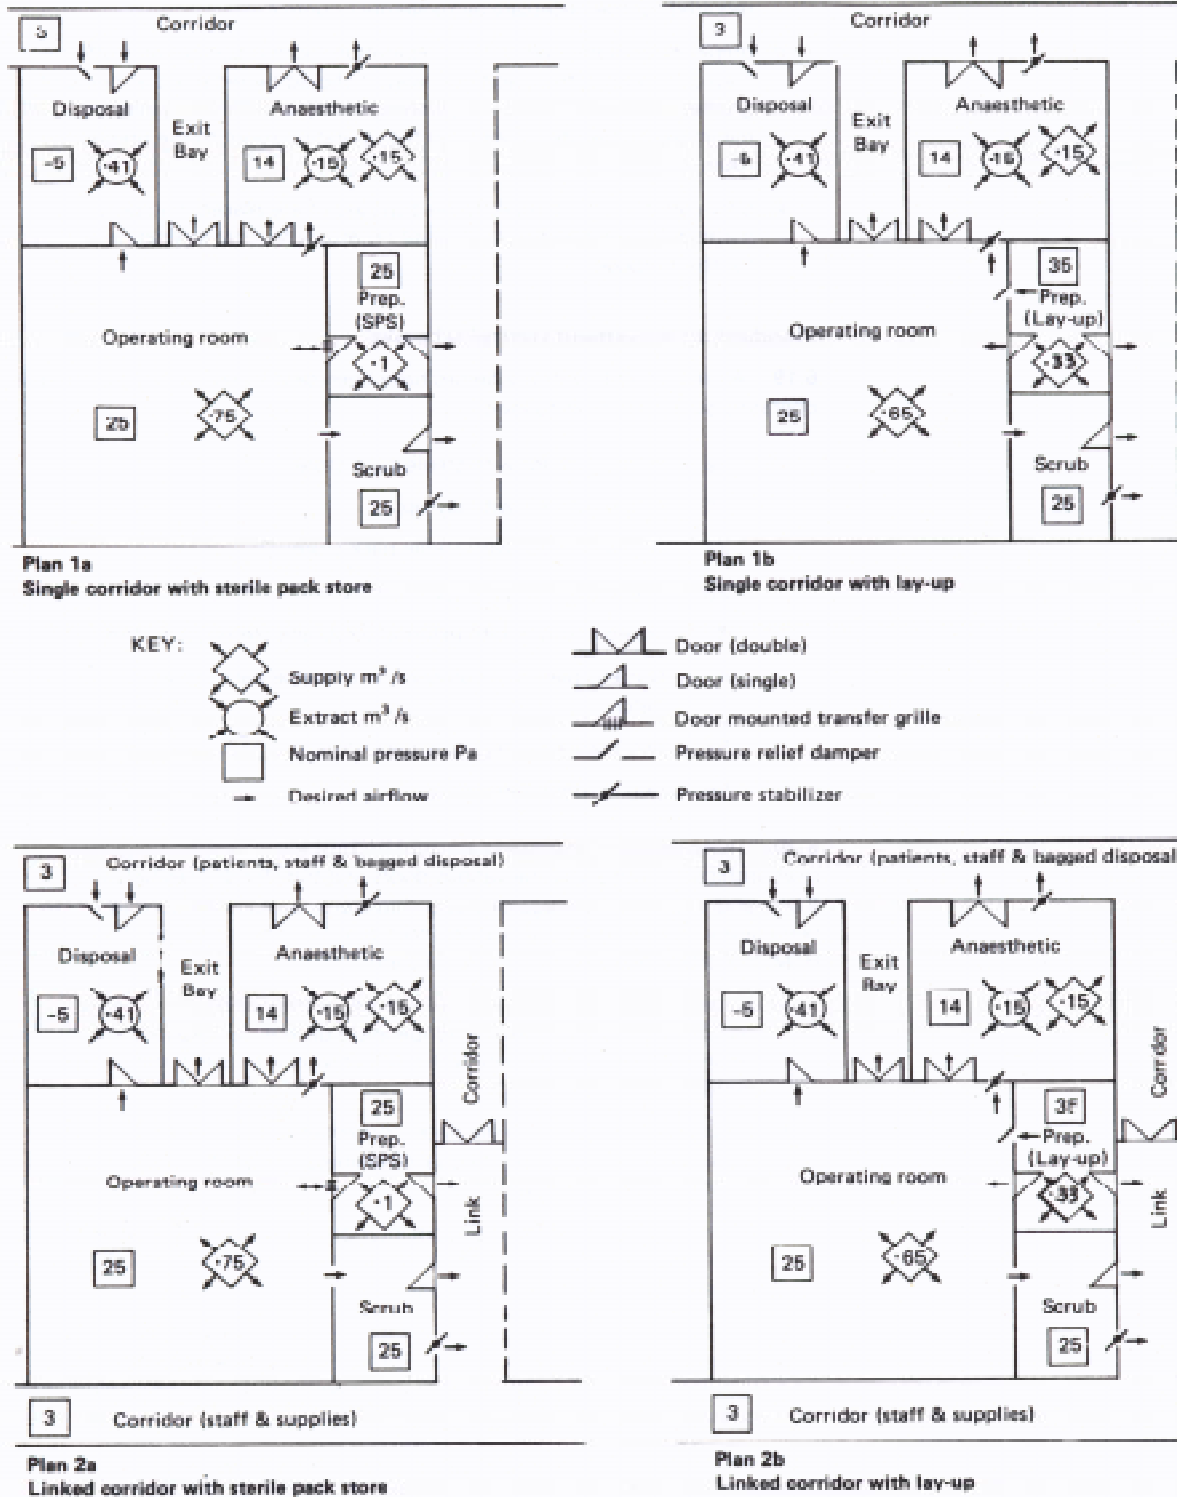 3
Corridor
Disposal
Exit
Bay
Anaesthetic
-5
·41
14
·15
·15
25
Prep.
(SPS)
·1
Operating room
25
·75
Scrub
25
Plan 1a
Single corridor with sterile pack store
3
Corridor
Disposal
Exit
Bay
Anaesthetic
-5
·41
14
·15
·15
35
Prep.
(Lay-up)
·33
Operating room
25
·65
Scrub
25
Plan 1b
Single corridor with lay-up
KEY:
Supply m³/s
Extract m³/s
Nominal pressure Pa
Desired airflow
Door (double)
Door (single)
Door mounted transfer grille
Pressure relief damper
Pressure stabilizer
3
Corridor (patients, staff & bagged disposal)
Disposal
Exit
Bay
Anaesthetic
-5
·41
14
·15
·15
Corridor
25
Prep.
(SPS)
·1
Link
Operating room
25
·75
Scrub
25
3
Corridor (staff & supplies)
Plan 2a
Linked corridor with sterile pack store
3
Corridor (patients, staff & bagged disposal
Disposal
Exit
Bay
Anaesthetic
-5
·41
14
·15
·15
Corridor
Prep.
(Lay-up)
·33
Link
Operating room
25
·65
Scrub
25
3
Corridor (staff & supplies)
Plan 2b
Linked corridor with lay-up